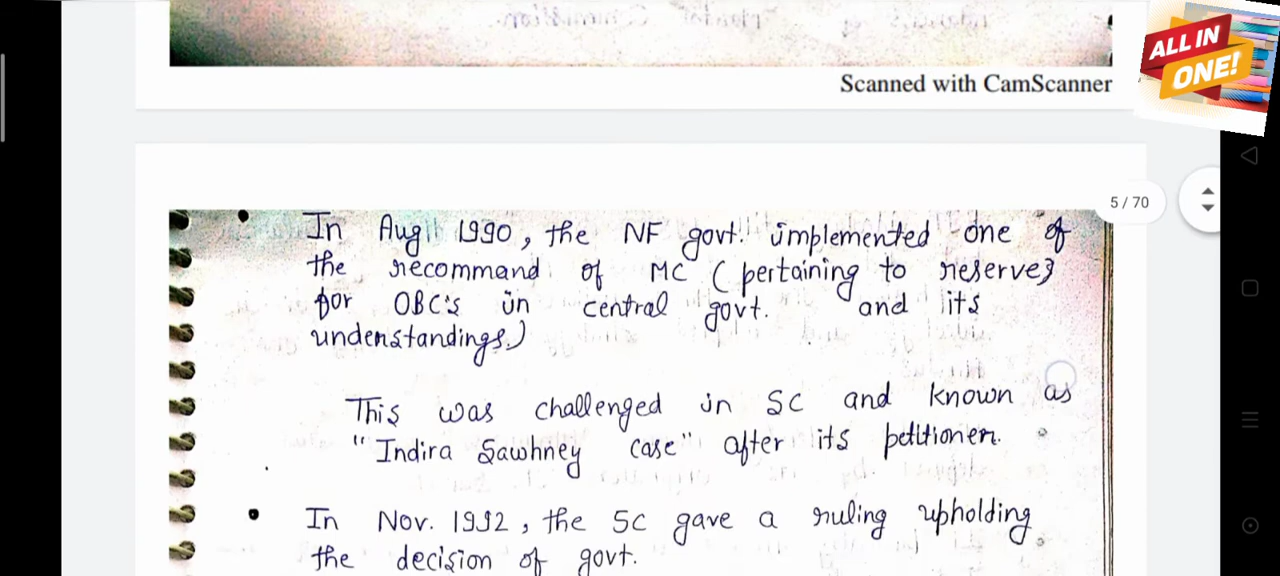 Scanned with CamScanner
ALL IN
ONE!
5 / 70
In Aug 1990, the NF govt. implemented one of
the recommand of MC (pertaining to reserve}
for OBC's in central govt. and its
understandings.)
This was challenged in SC and known as
"Indira Sawhney case" after its petitioner.
In Nov. 1992, the SC gave a ruling upholding
the decision of govt.